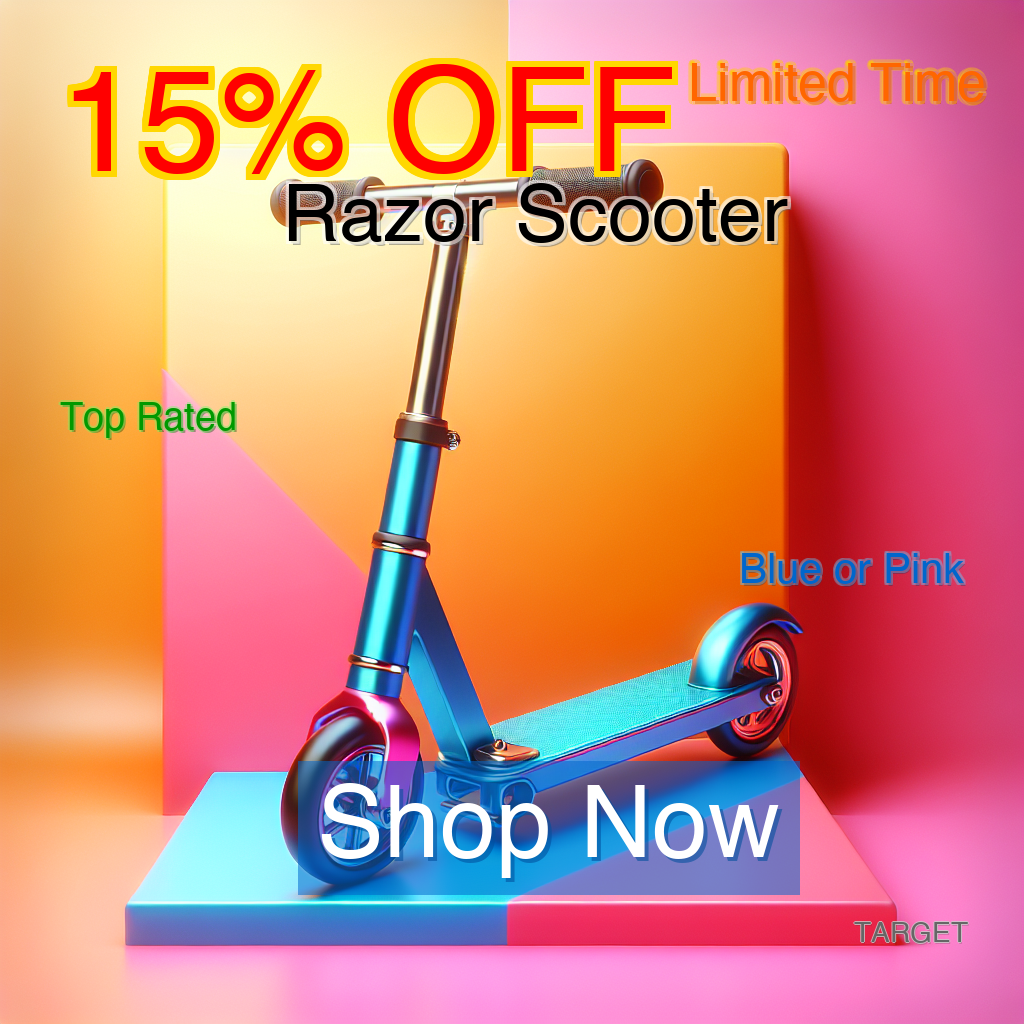 15% OFF
Limited Time
Razor Scooter
Top Rated
Blue or Pink
Shop Now
TARGET